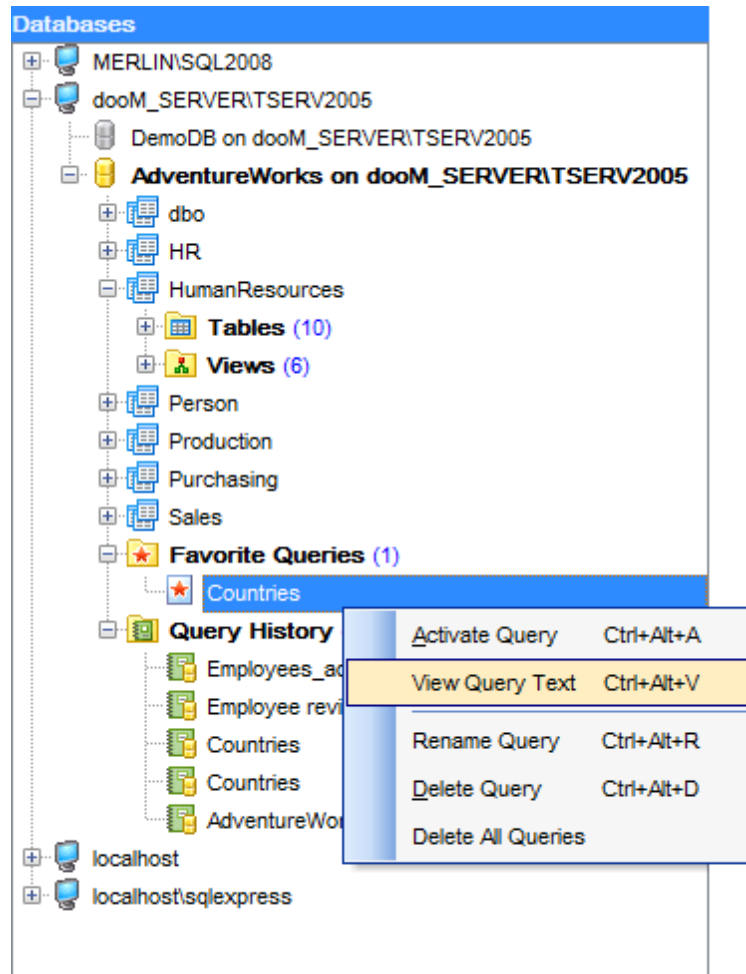 Databases
MERLIN\SQL2008
dooM_SERVER\TSERV2005
DemoDB on dooM_SERVER\TSERV2005
AdventureWorks on dooM_SERVER\TSERV2005
dbo
HR
HumanResources
Tables (10)
Views (6)
Person
Production
Purchasing
Sales
Favorite Queries (1)
Countries
Query History
Employees_
Employee revi
Countries
Countries
AdventureWor
Activate Query Ctrl+Alt+A
View Query Text Ctrl+Alt+V
Rename Query Ctrl+Alt+R
Delete Query Ctrl+Alt+D
Delete All Queries
localhost
localhost\sqlexpress